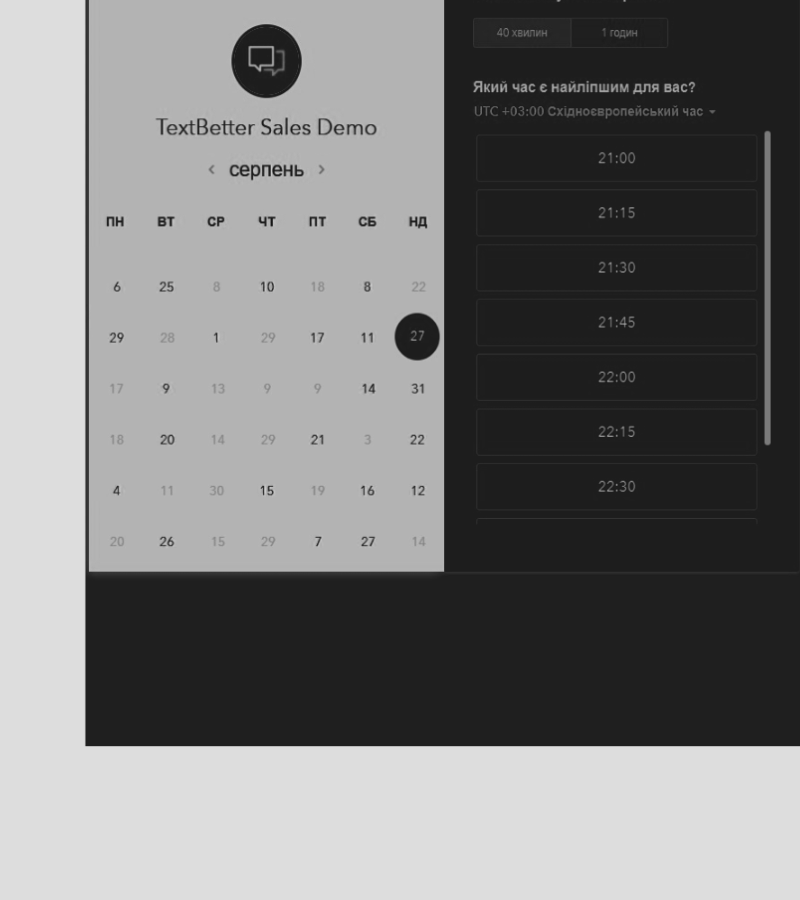 TextBetter Sales Demo
‹ серпень ›
ПН ВТ СР ЧТ ПТ СБ НД
6 25 8 10 18 8 22
29 28 1 29 17 11 27
17 9 13 9 9 14 31
18 20 14 29 21 3 22
4 11 30 15 19 16 12
20 26 15 29 7 27 14
40 хвилин 1 годин
Який час є найліпшим для вас?
UTC +03:00 Східноєвропейський час
21:00
21:15
21:30
21:45
22:00
22:15
22:30